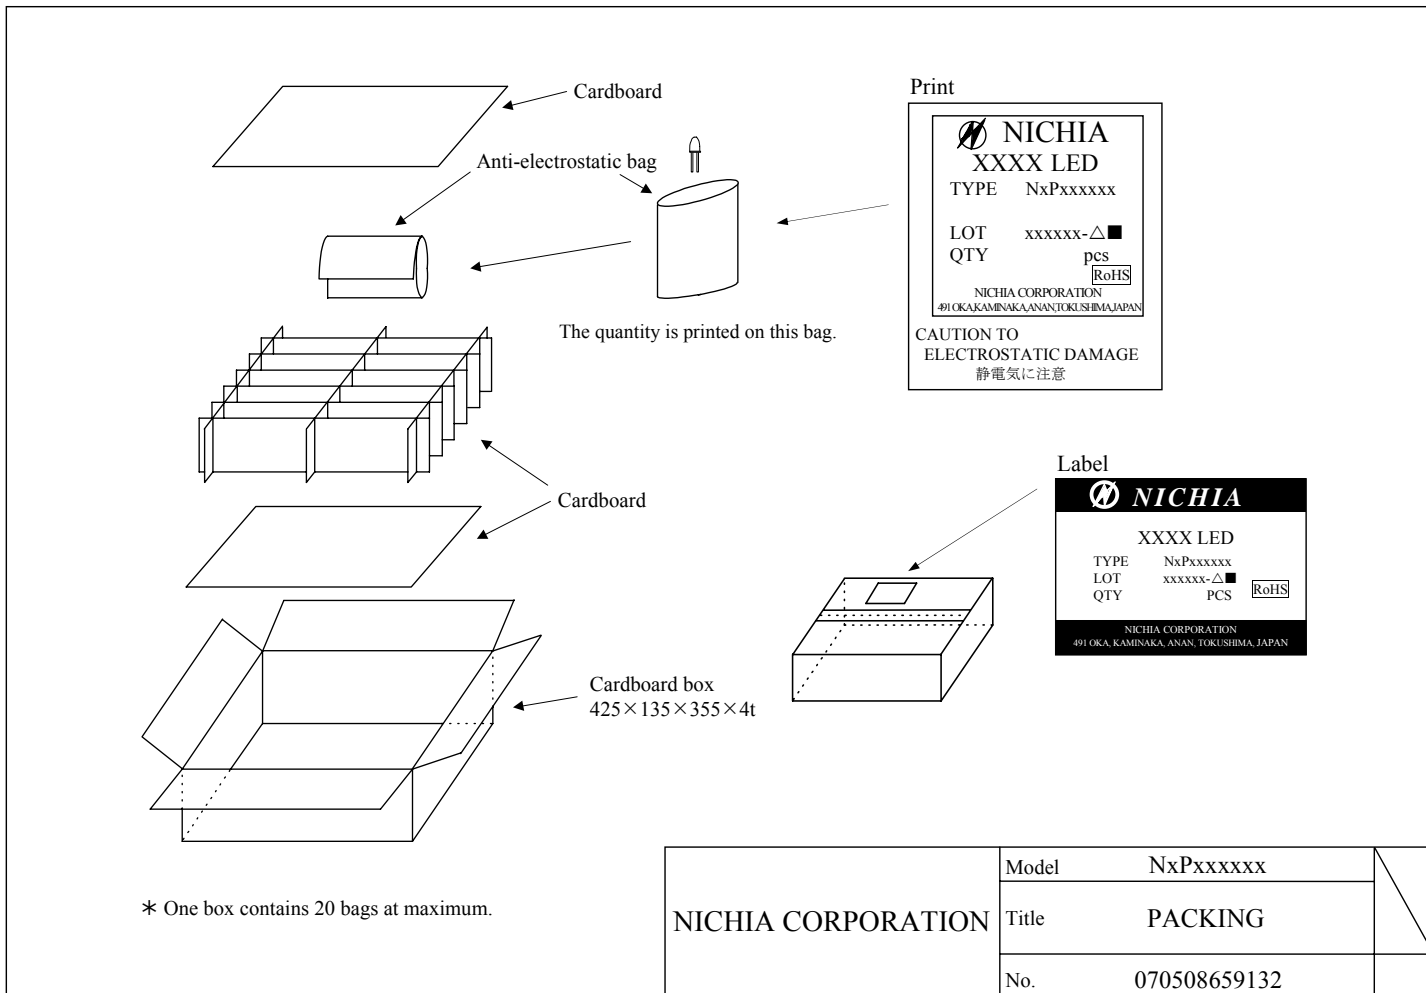 Cardboard
Anti-electrostatic bag
The quantity is printed on this bag.
Print
NICHIA
XXXX LED
TYPE NxPxxxxxx
LOT xxxxxx-△■
QTY pcs
RoHS
NICHIA CORPORATION
491 OKA,KAMINAKA,ANAN,TOKUSHIMA,JAPAN
CAUTION TO
ELECTROSTATIC DAMAGE
静電気に注意
Cardboard
Label
NICHIA
XXXX LED
TYPE NxPxxxxxx
LOT xxxxxx-△■
QTY PCS
RoHS
NICHIA CORPORATION
491 OKA, KAMINAKA, ANAN, TOKUSHIMA, JAPAN
Cardboard box
425×135×355×4t
* One box contains 20 bags at maximum.
NICHIA CORPORATION
Model NxPxxxxxx
Title PACKING
No. 070508659132